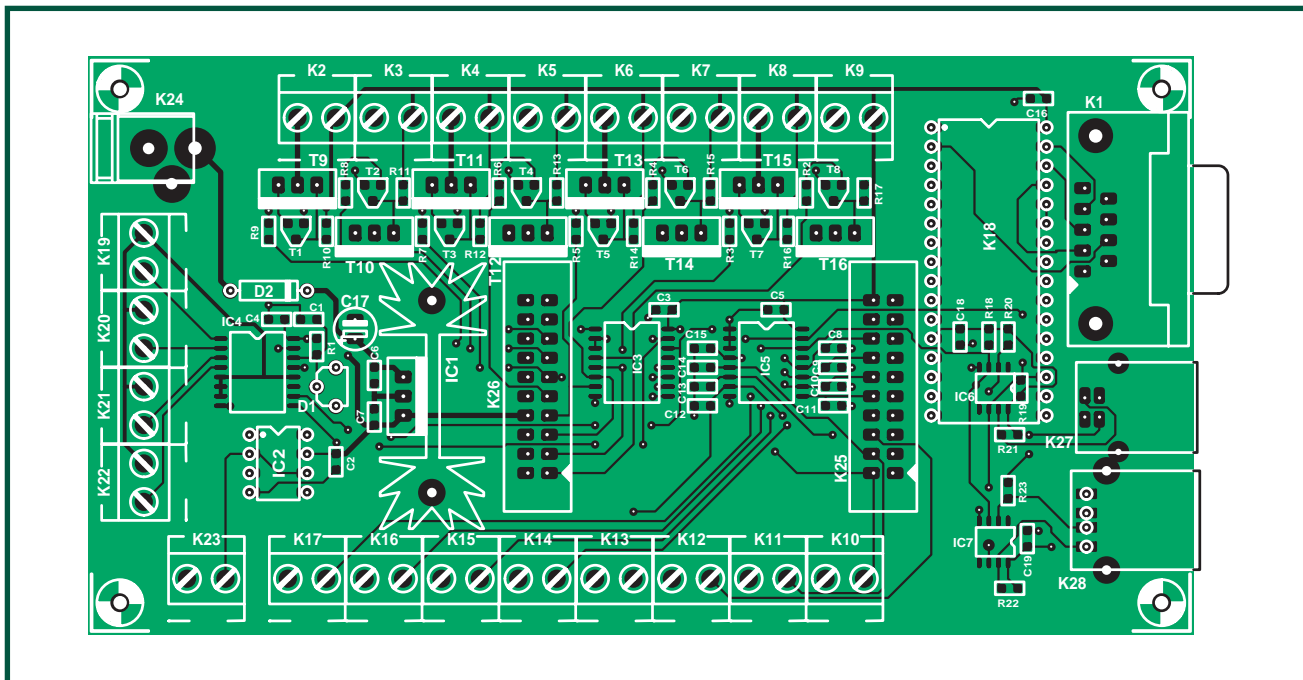 K2 K3 K4 K5 K6 K7 K8 K9
K24
K1
C16
T9 R8 T2 R11 T11 R6 T4 R13 T13 R4 T6 R15 T15 R2 T8 R17
R9 T1 R10 T10 R7 T3 R12 T12 R5 T5 R14 T14 R3 T7 R16 T16
K18
K19
K20
K21
K22
D2
C17
IC4 C4 C1
R1
C6
D1
C7
IC1
IC2
C2
K26
C3
IC3
C15
C14
C13
C12
C5
IC5
C8
C9
C10
C11
K25
C18 R18 R20
IC6
R19
R21
K27
R23
IC7
C19
K28
R22
K23 K17 K16 K15 K14 K13 K12 K11 K10